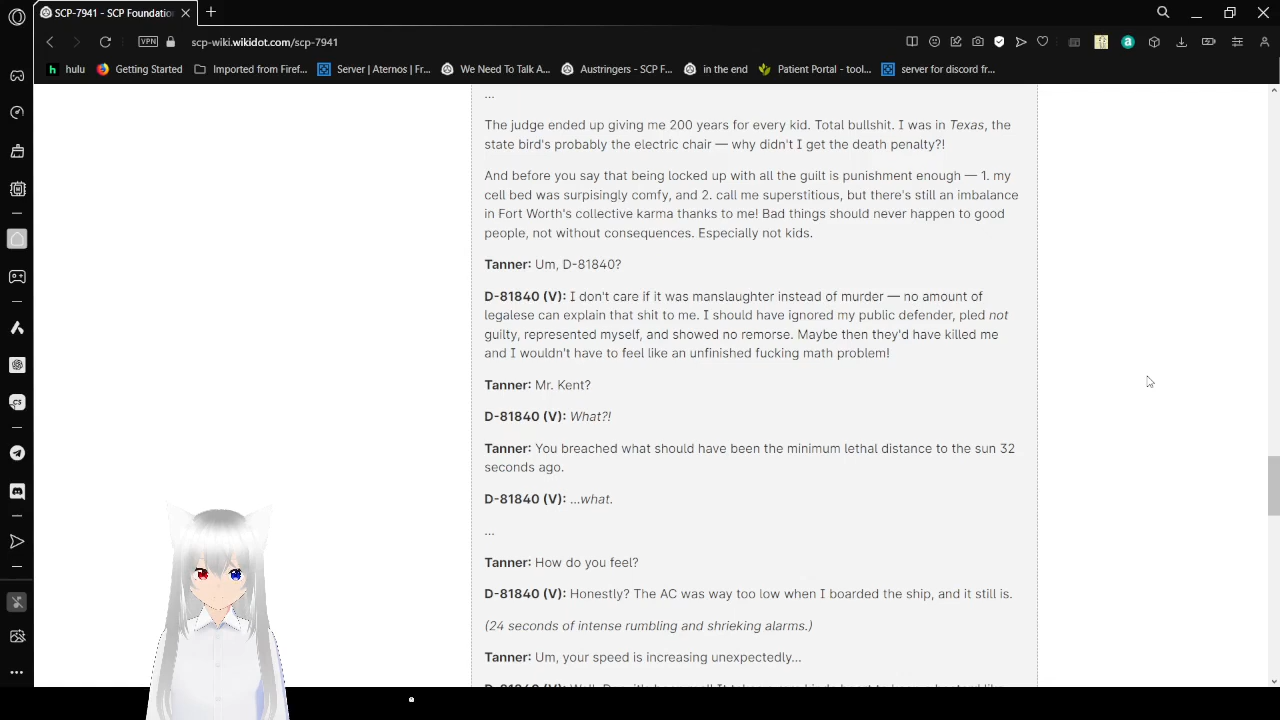 SCP-7941 - SCP Foundatio
scp-wiki.wikidot.com/scp-7941
VPN
hulu
Getting Started
Imported from Firef...
Server | Aternos | Fr...
We Need To Talk A...
Austringers - SCP F...
in the end
Patient Portal - tool...
server for discord fr...
...
The judge ended up giving me 200 years for every kid. Total bullshit. I was in Texas, the
state bird's probably the electric chair — why didn't I get the death penalty?!
And before you say that being locked up with all the guilt is punishment enough — 1. my
cell bed was surpisingly comfy, and 2. call me superstitious, but there's still an imbalance
in Fort Worth's collective karma thanks to me! Bad things should never happen to good
people, not without consequences. Especially not kids.
Tanner: Um, D-81840?
D-81840 (V): I don't care if it was manslaughter instead of murder — no amount of
legalese can explain that shit to me. I should have ignored my public defender, pled not
guilty, represented myself, and showed no remorse. Maybe then they'd have killed me
and I wouldn't have to feel like an unfinished fucking math problem!
Tanner: Mr. Kent?
D-81840 (V): What?!
Tanner: You breached what should have been the minimum lethal distance to the sun 32
seconds ago.
D-81840 (V): ...what.
...
Tanner: How do you feel?
D-81840 (V): Honestly? The AC was way too low when I boarded the ship, and it still is.
(24 seconds of intense rumbling and shrieking alarms.)
Tanner: Um, your speed is increasing unexpectedly...